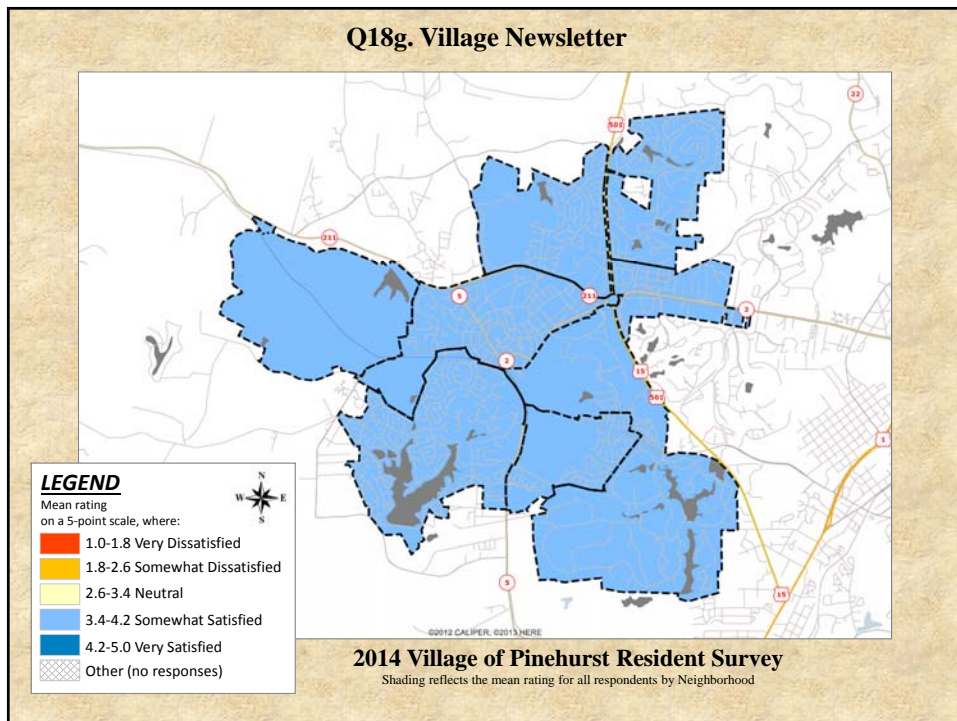 Q18g. Village Newsletter
22
501
211
5
211
2
2
15
501
1
5
15
LEGEND
Mean rating
on a 5-point scale, where:
N
W E
S
1.0-1.8 Very Dissatisfied
1.8-2.6 Somewhat Dissatisfied
2.6-3.4 Neutral
3.4-4.2 Somewhat Satisfied
4.2-5.0 Very Satisfied
Other (no responses)
©2012 CALIPER, ©2013 HERE
2014 Village of Pinehurst Resident Survey
Shading reflects the mean rating for all respondents by Neighborhood